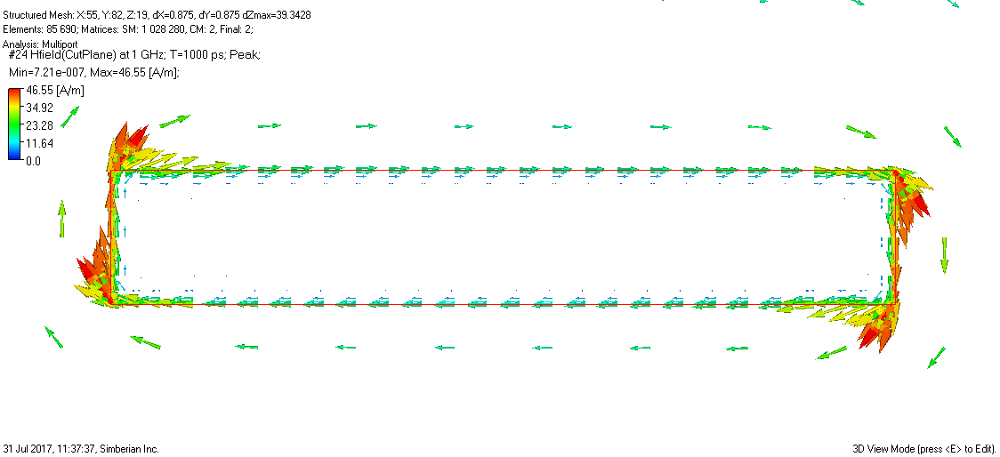 Structured Mesh: X:55, Y:82, Z:19, dX=0.875, dY=0.875 dZmax=39.3428
Elements: 85 690; Matrices: SM: 1 028 280, CM: 2, Final: 2;
Analysis: Multiport
#24 Hfield(CutPlane) at 1 GHz; T=1000 ps; Peak;
Min=7.21e-007, Max=46.55 [A/m];
46.55 [A/m]
34.92
23.28
11.64
0.0
31 Jul 2017, 11:37:37, Simberian Inc.
3D View Mode (press <E> to Edit).